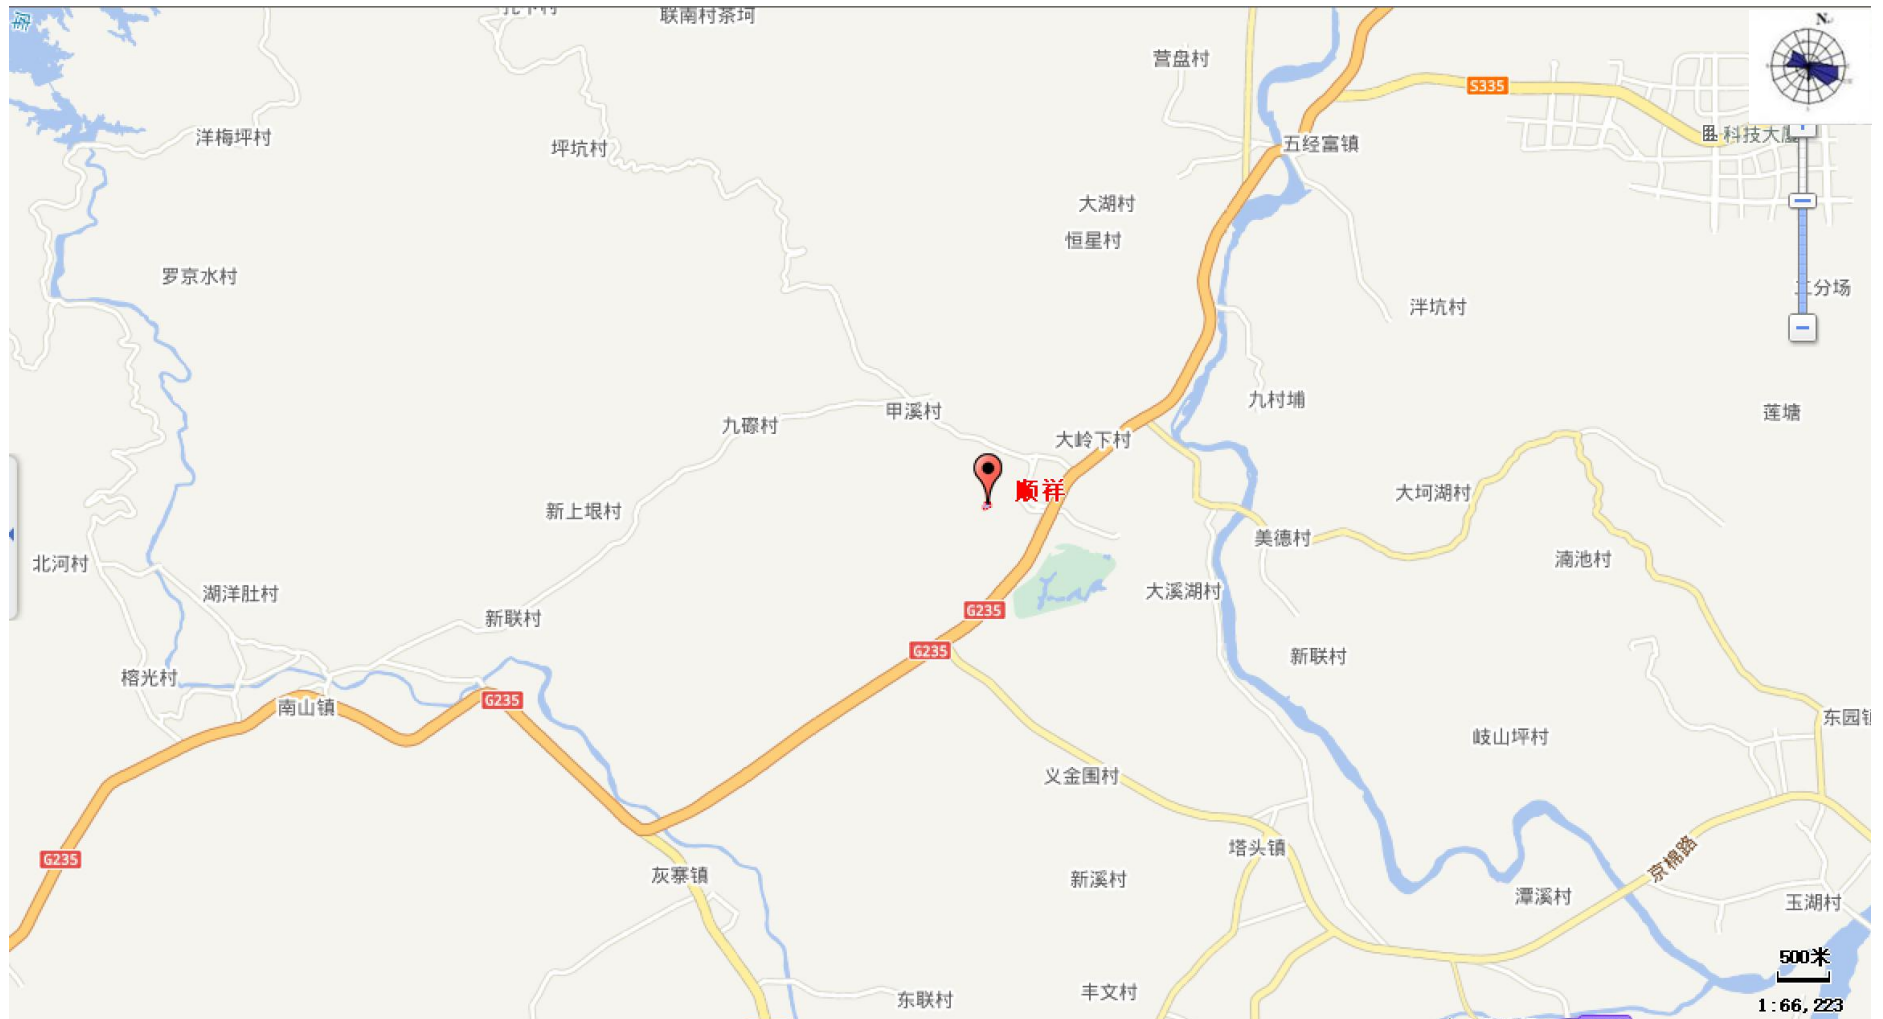 联南村茶坷
库
N
营盘村
S335
科技大廈
洋梅坪村
坪坑村
五经富镇
大湖村
恒星村
罗京水村
分场
泮坑村
九村埔
甲溪村
莲塘
九磜村
大岭下村
顺祥
大坷湖村
新上垠村
美德村
北河村
湳池村
湖洋肚村
大溪湖村
新联村
G235
G235
新联村
榕光村
G235
南山镇
东园镇
岐山坪村
义金围村
塔头镇
G235
灰寨镇
新溪村
京棉路
潭溪村
玉湖村
500米
东联村
丰文村
1:66,223